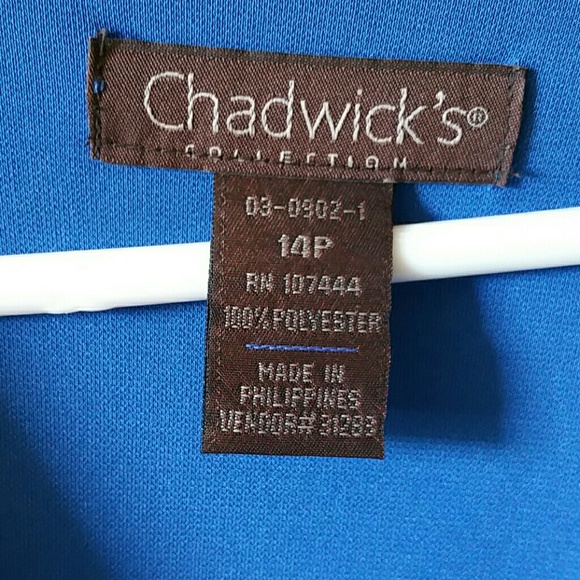 Chadwick's®
COLLECTION
03-0902-1
14P
RN 107444
100% POLYESTER
MADE IN
PHILIPPINES
VENDOR# 31283